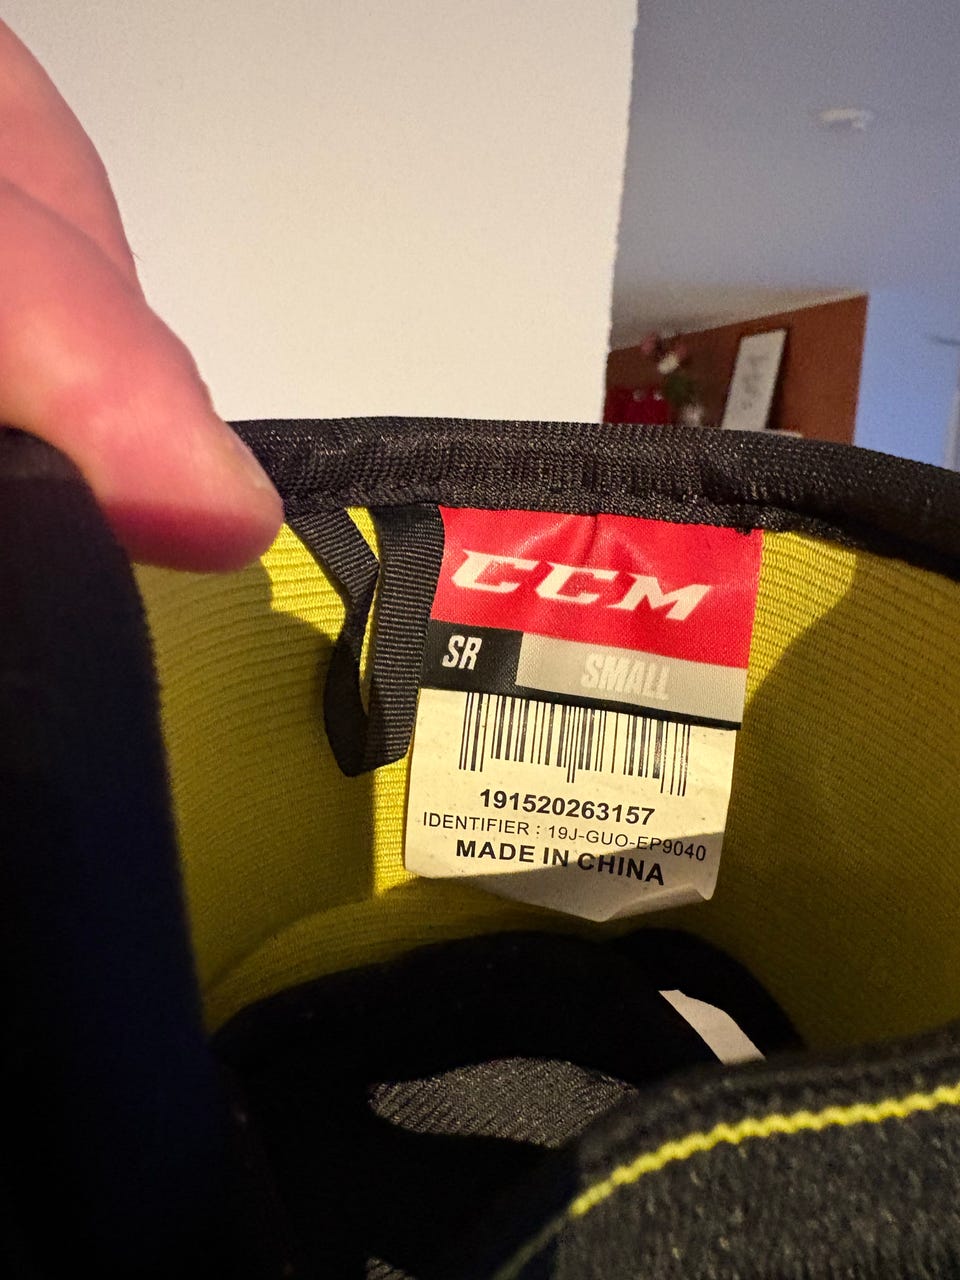 CCM
SR SMALL
191520263157
IDENTIFIER : 19J-GUO-EP9040
MADE IN CHINA